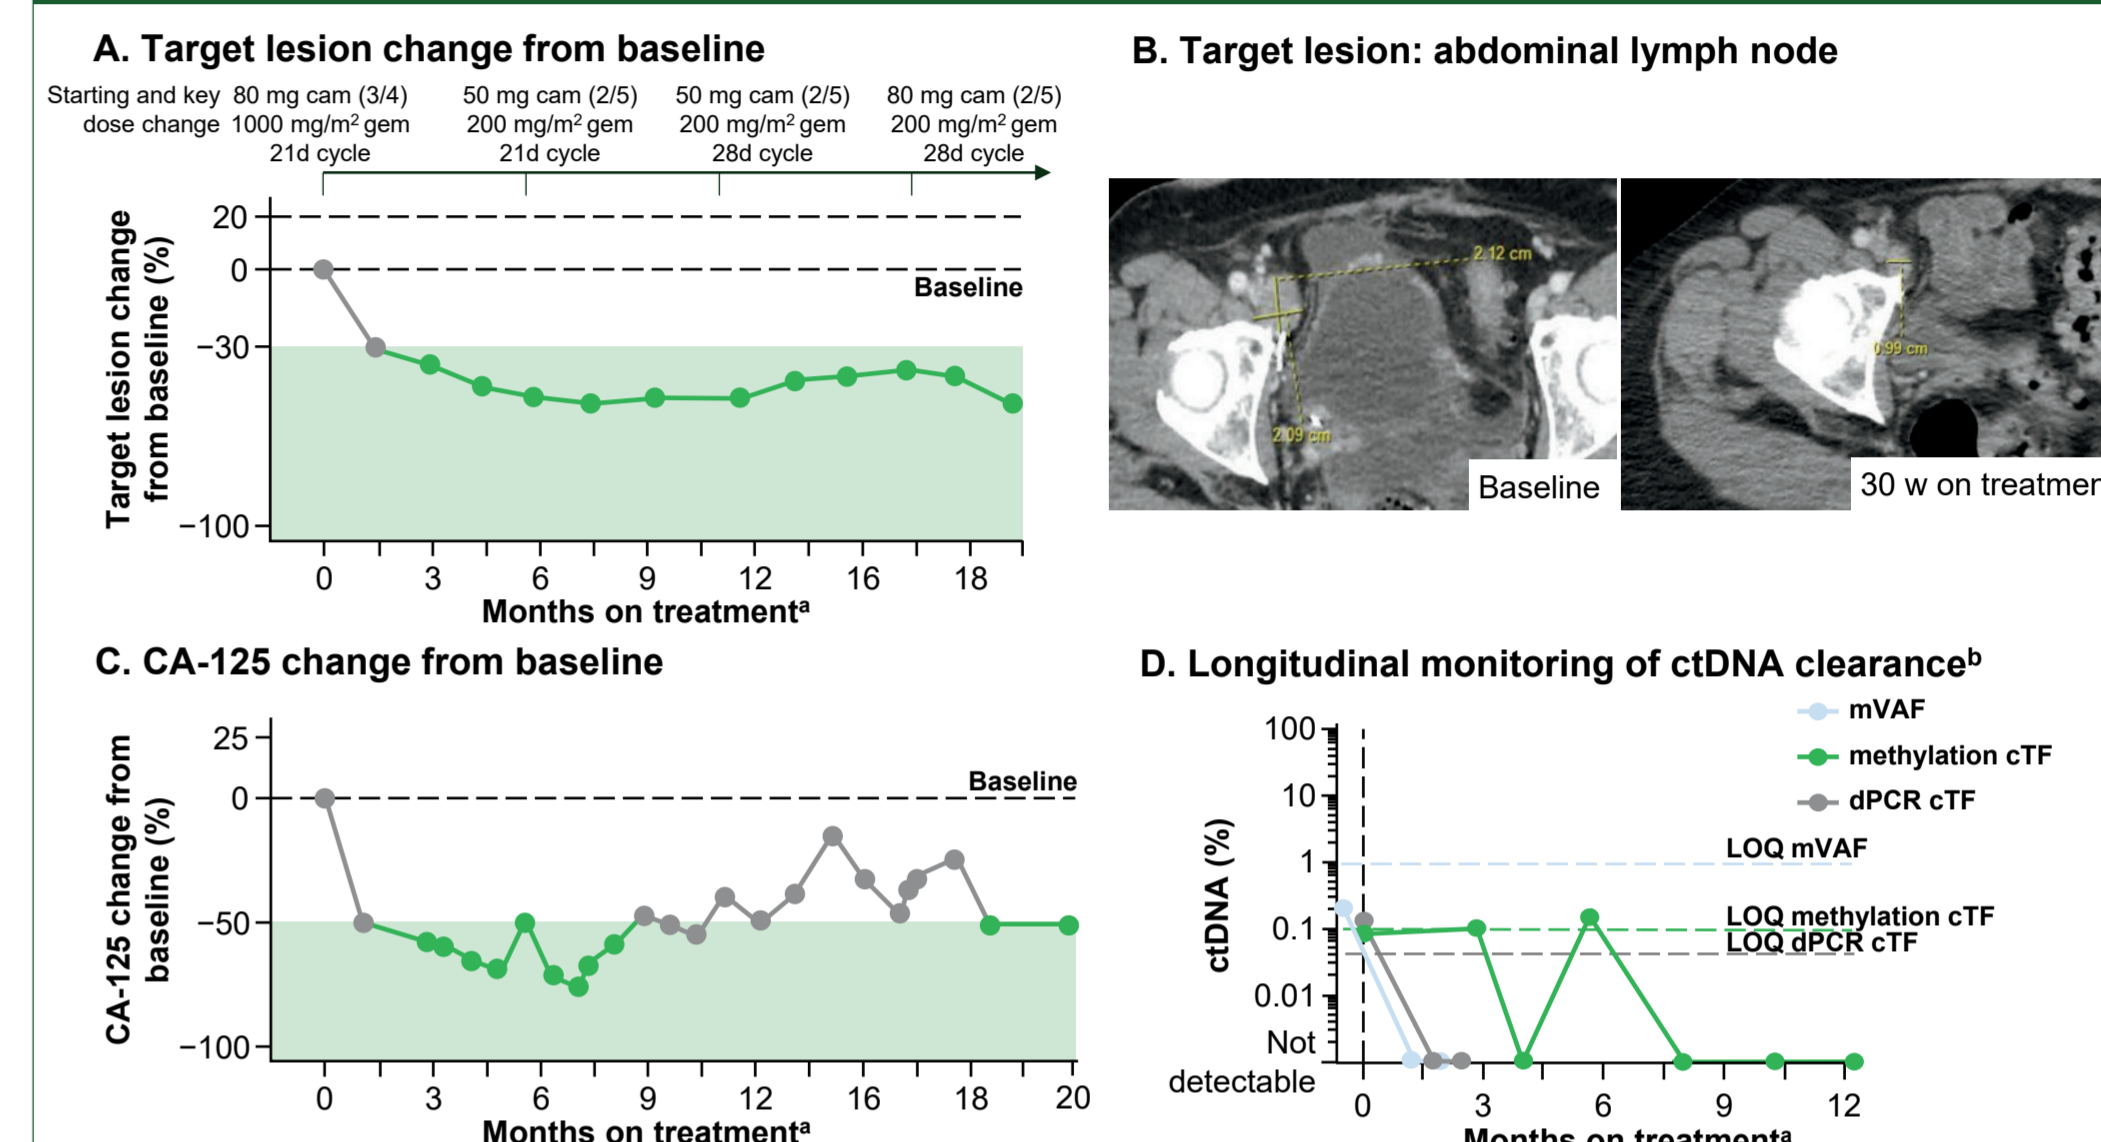 A. Target lesion change from baseline
Starting and key dose change
80 mg cam (3/4)
1000 mg/m² gem
21d cycle
50 mg cam (2/5)
200 mg/m² gem
21d cycle
50 mg cam (2/5)
200 mg/m² gem
28d cycle
80 mg cam (2/5)
200 mg/m² gem
28d cycle
Target lesion change
from baseline (%)
20
0
−30
−100
Baseline
0 3 6 9 12 16 18
Months on treatmentᵃ
B. Target lesion: abdominal lymph node
2.12 cm
2.09 cm
Baseline
0.99 cm
30 w on treatmen
C. CA-125 change from baseline
CA-125 change from
baseline (%)
25
0
−50
−100
Baseline
0 3 6 9 12 16 18 20
Months on treatmentᵃ
D. Longitudinal monitoring of ctDNA clearanceᵇ
mVAF
methylation cTF
dPCR cTF
ctDNA (%)
100
10
1
0.1
0.01
Not
detectable
LOQ mVAF
LOQ methylation cTF
LOQ dPCR cTF
0 3 6 9 12
Months on treatmentᵃ